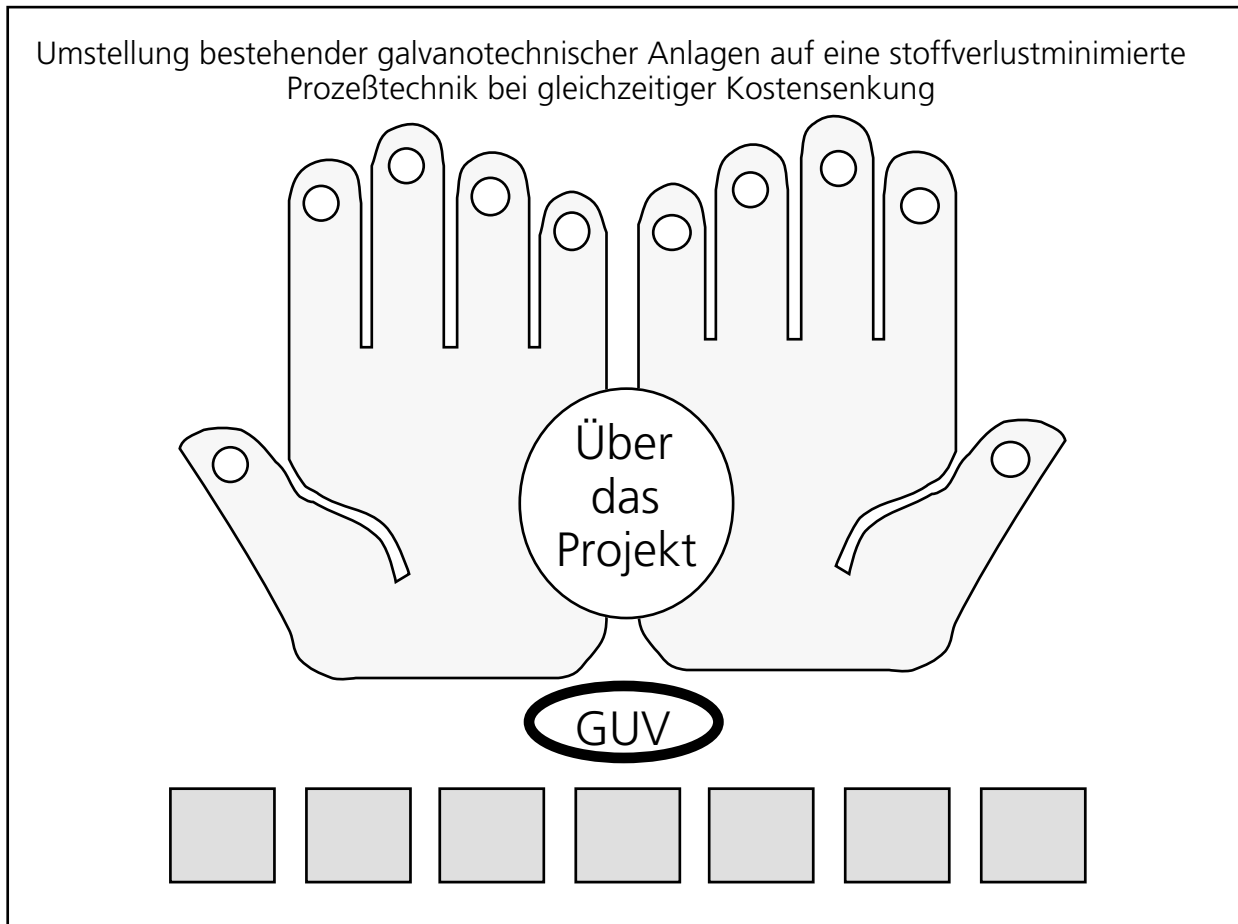 Umstellung bestehender galvanotechnischer Anlagen auf eine stoffverlustminimierte
Prozeßtechnik bei gleichzeitiger Kostensenkung
Über
das
Projekt
GUV